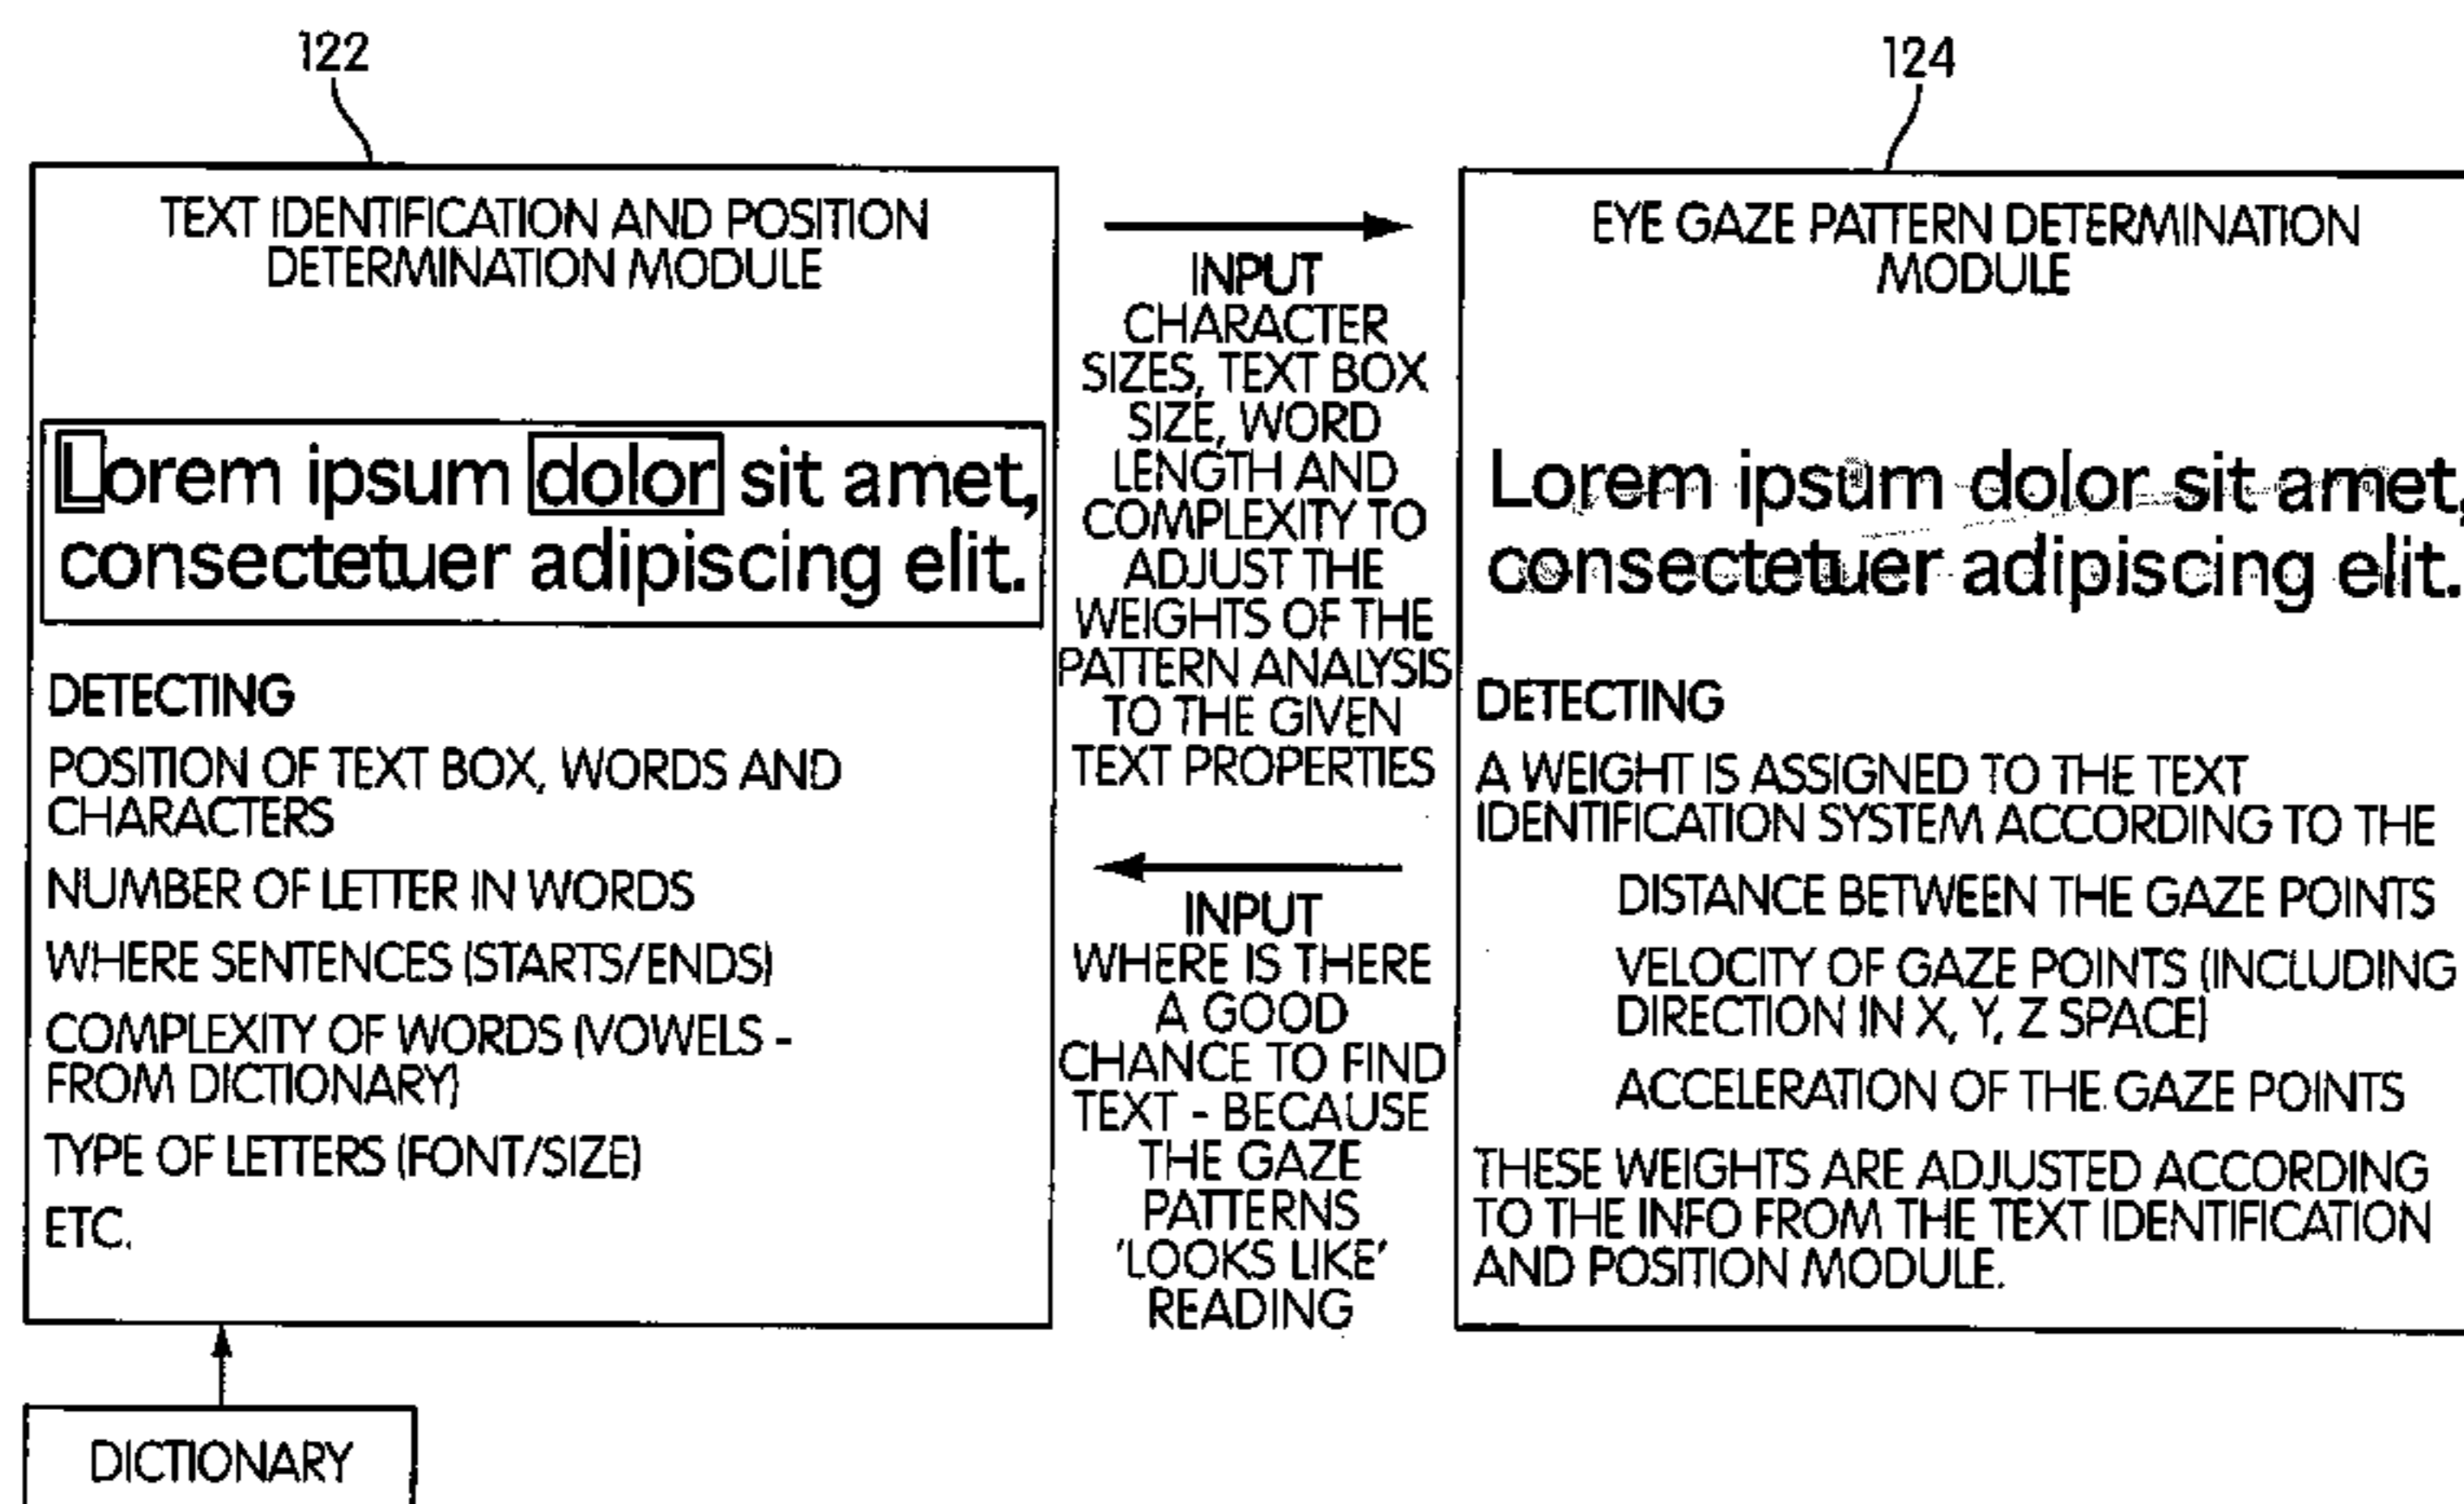 122
TEXT IDENTIFICATION AND POSITION
DETERMINATION MODULE
Lorem ipsum dolor sit amet,
consectetuer adipiscing elit.
DETECTING
POSITION OF TEXT BOX, WORDS AND
CHARACTERS
NUMBER OF LETTER IN WORDS
WHERE SENTENCES (STARTS/ENDS)
COMPLEXITY OF WORDS (VOWELS -
FROM DICTIONARY)
TYPE OF LETTERS (FONT/SIZE)
ETC.
DICTIONARY
INPUT
CHARACTER
SIZES, TEXT BOX
SIZE, WORD
LENGTH AND
COMPLEXITY TO
ADJUST THE
WEIGHTS OF THE
PATTERN ANALYSIS
TO THE GIVEN
TEXT PROPERTIES
INPUT
WHERE IS THERE
A GOOD
CHANCE TO FIND
TEXT - BECAUSE
THE GAZE
PATTERNS
'LOOKS LIKE'
READING
124
EYE GAZE PATTERN DETERMINATION
MODULE
Lorem ipsum dolor sit amet,
consectetuer adipiscing elit.
DETECTING
A WEIGHT IS ASSIGNED TO THE TEXT
IDENTIFICATION SYSTEM ACCORDING TO THE
DISTANCE BETWEEN THE GAZE POINTS
VELOCITY OF GAZE POINTS (INCLUDING
DIRECTION IN X, Y, Z SPACE)
ACCELERATION OF THE GAZE POINTS
THESE WEIGHTS ARE ADJUSTED ACCORDING
TO THE INFO FROM THE TEXT IDENTIFICATION
AND POSITION MODULE.